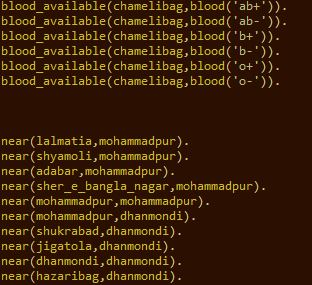 blood_available(chamelibag,blood('ab+')).
blood_available(chamelibag,blood('ab-')).
blood_available(chamelibag,blood('b+')).
blood_available(chamelibag,blood('b-')).
blood_available(chamelibag,blood('o+')).
blood_available(chamelibag,blood('o-')).
near(lalmatia,mohammadpur).
near(shyamoli,mohammadpur).
near(adabar,mohammadpur).
near(sher_e_bangla_nagar,mohammadpur).
near(mohammadpur,mohammadpur).
near(mohammadpur,dhanmondi).
near(shukrabad,dhanmondi).
near(jigatola,dhanmondi).
near(dhanmondi,dhanmondi).
near(hazaribag,dhanmondi).